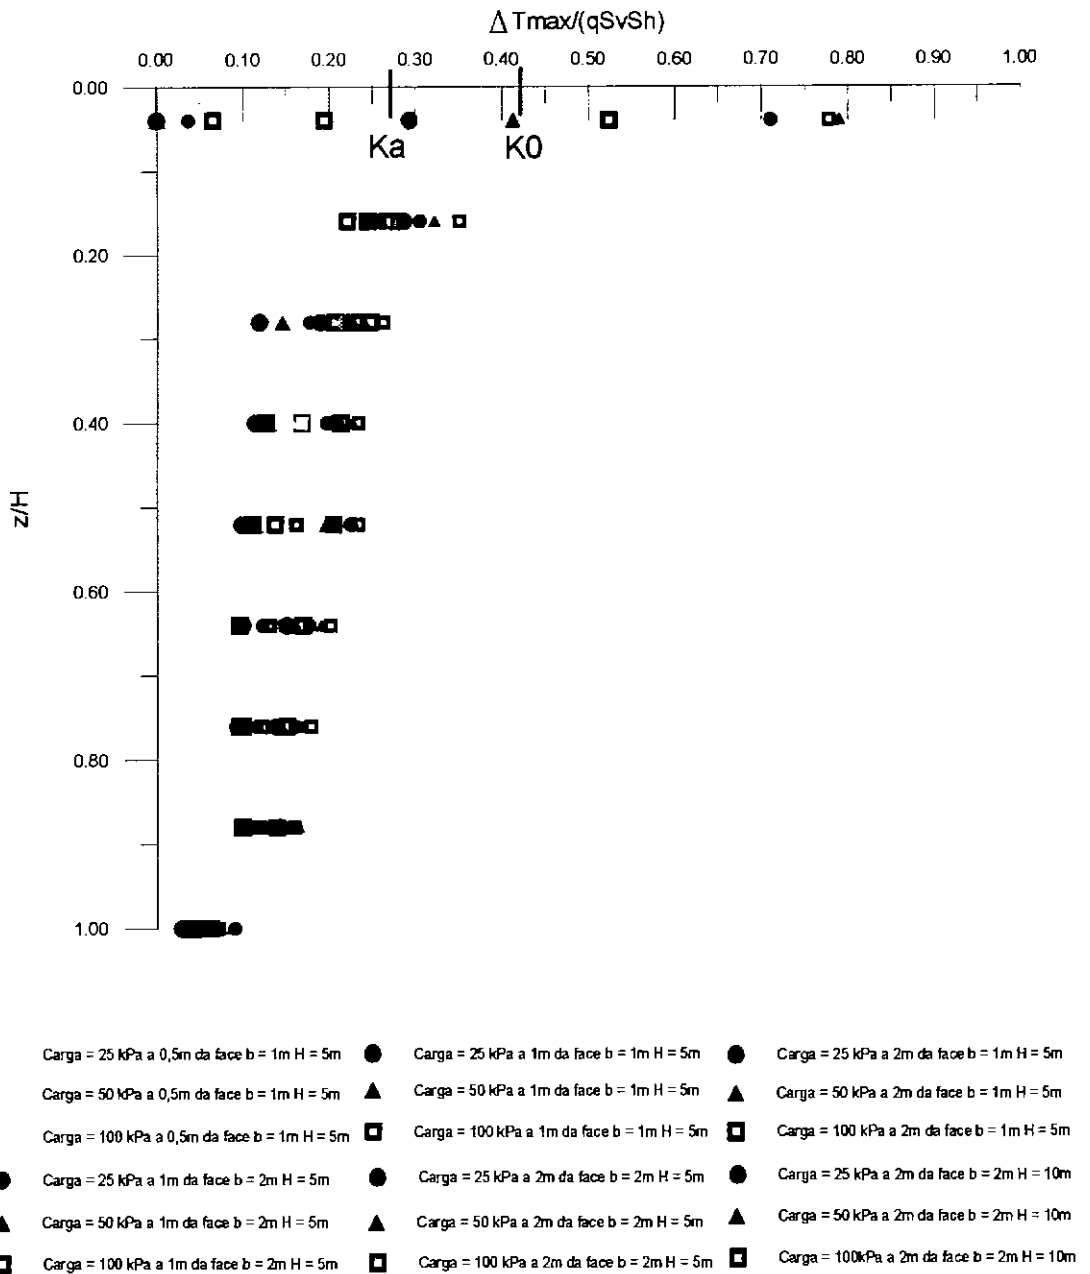 Δ Tmax/(qSvSh)
0.00 0.10 0.20 0.30 0.40 0.50 0.60 0.70 0.80 0.90 1.00
0.00
Ka K0
0.20
0.40
z/H
0.60
0.80
1.00
Carga = 25 kPa a 0,5m da face b = 1m H = 5m Carga = 25 kPa a 1m da face b = 1m H = 5m Carga = 25 kPa a 2m da face b = 1m H = 5m
Carga = 50 kPa a 0,5m da face b = 1m H = 5m Carga = 50 kPa a 1m da face b = 1m H = 5m Carga = 50 kPa a 2m da face b = 1m H = 5m
Carga = 100 kPa a 0,5m da face b = 1m H = 5m Carga = 100 kPa a 1m da face b = 1m H = 5m Carga = 100 kPa a 2m da face b = 1m H = 5m
Carga = 25 kPa a 1m da face b = 2m H = 5m Carga = 25 kPa a 2m da face b = 2m H = 5m Carga = 25 kPa a 2m da face b = 2m H = 10m
Carga = 50 kPa a 1m da face b = 2m H = 5m Carga = 50 kPa a 2m da face b = 2m H = 5m Carga = 50 kPa a 2m da face b = 2m H = 10m
Carga = 100 kPa a 1m da face b = 2m H = 5m Carga = 100 kPa a 2m da face b = 2m H = 5m Carga = 100kPa a 2m da face b = 2m H = 10m